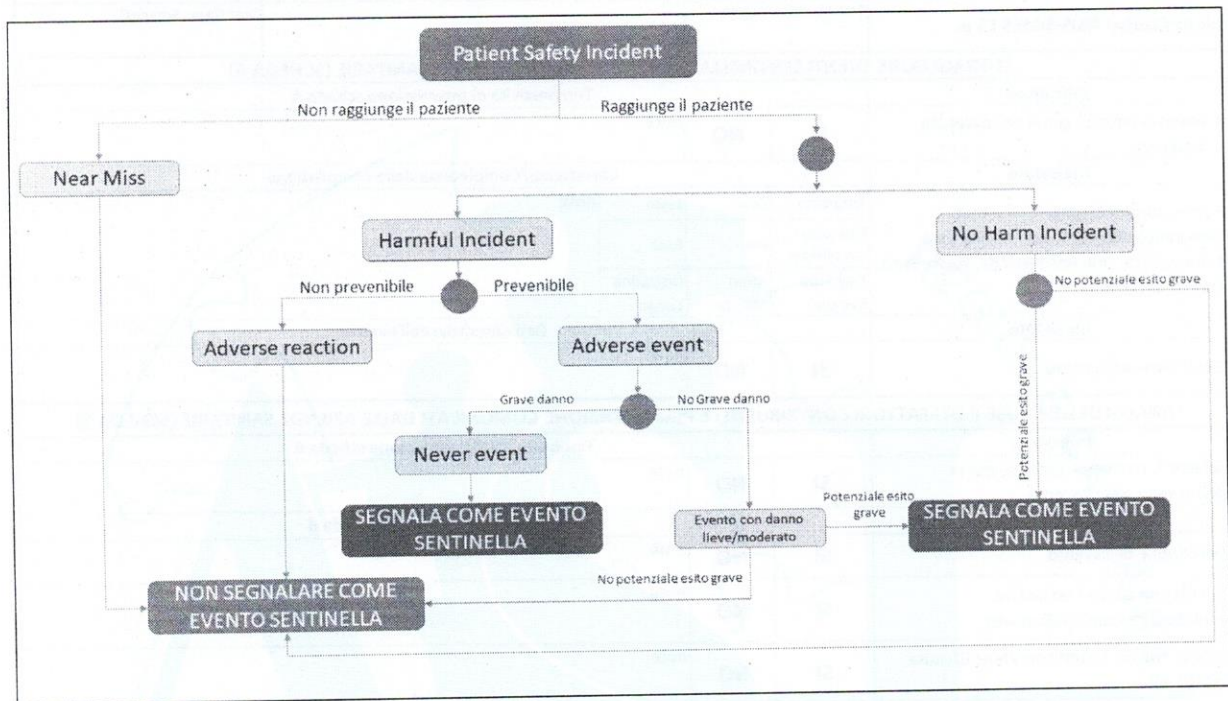 Patient Safety Incident
Non raggiunge il paziente
Raggiunge il paziente
Near Miss
Harmful Incident
No Harm Incident
Non prevenibile
Prevenibile
No potenziale esito grave
Adverse reaction
Adverse event
Potenziale esito grave
Grave danno
No Grave danno
Never event
SEGNALA COME EVENTO
SENTINELLA
Evento con danno
lieve/moderato
Potenziale esito
grave
SEGNALA COME EVENTO
SENTINELLA
No potenziale esito grave
NON SEGNALARE COME
EVENTO SENTINELLA